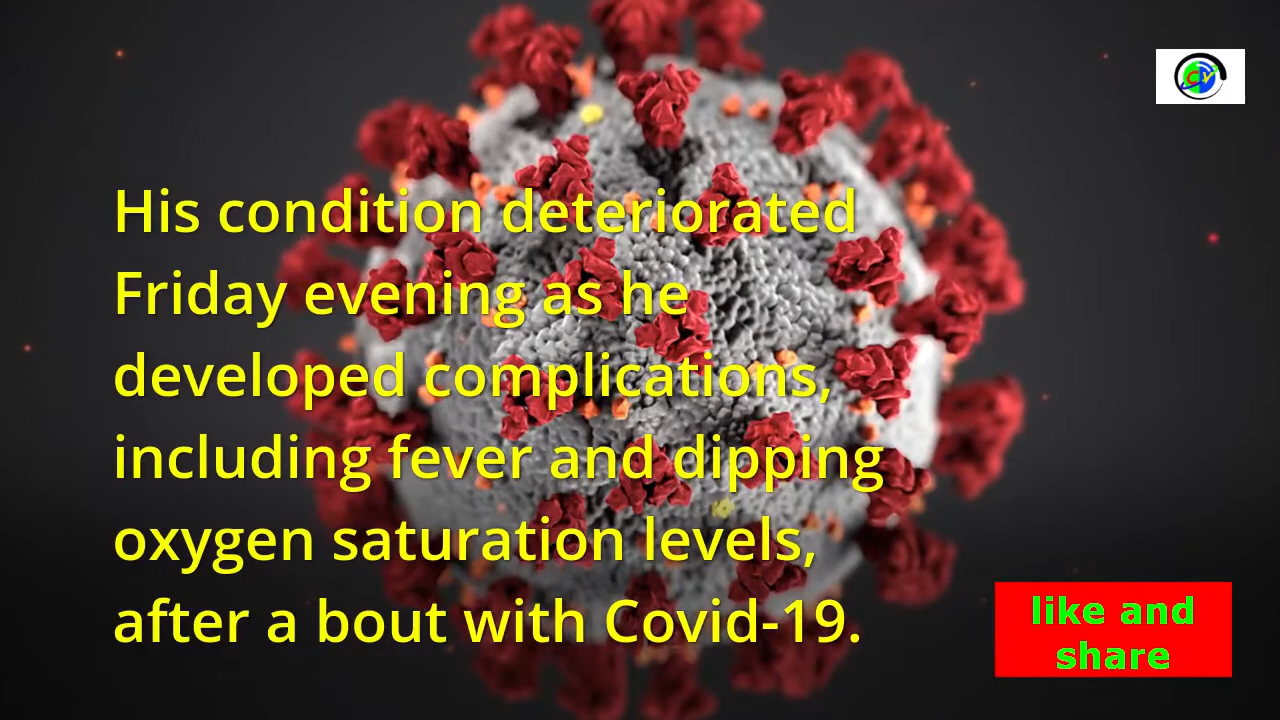 CTV
His condition deteriorated
Friday evening as he
developed complications,
including fever and dipping
oxygen saturation levels,
after a bout with Covid-19.
like and
share